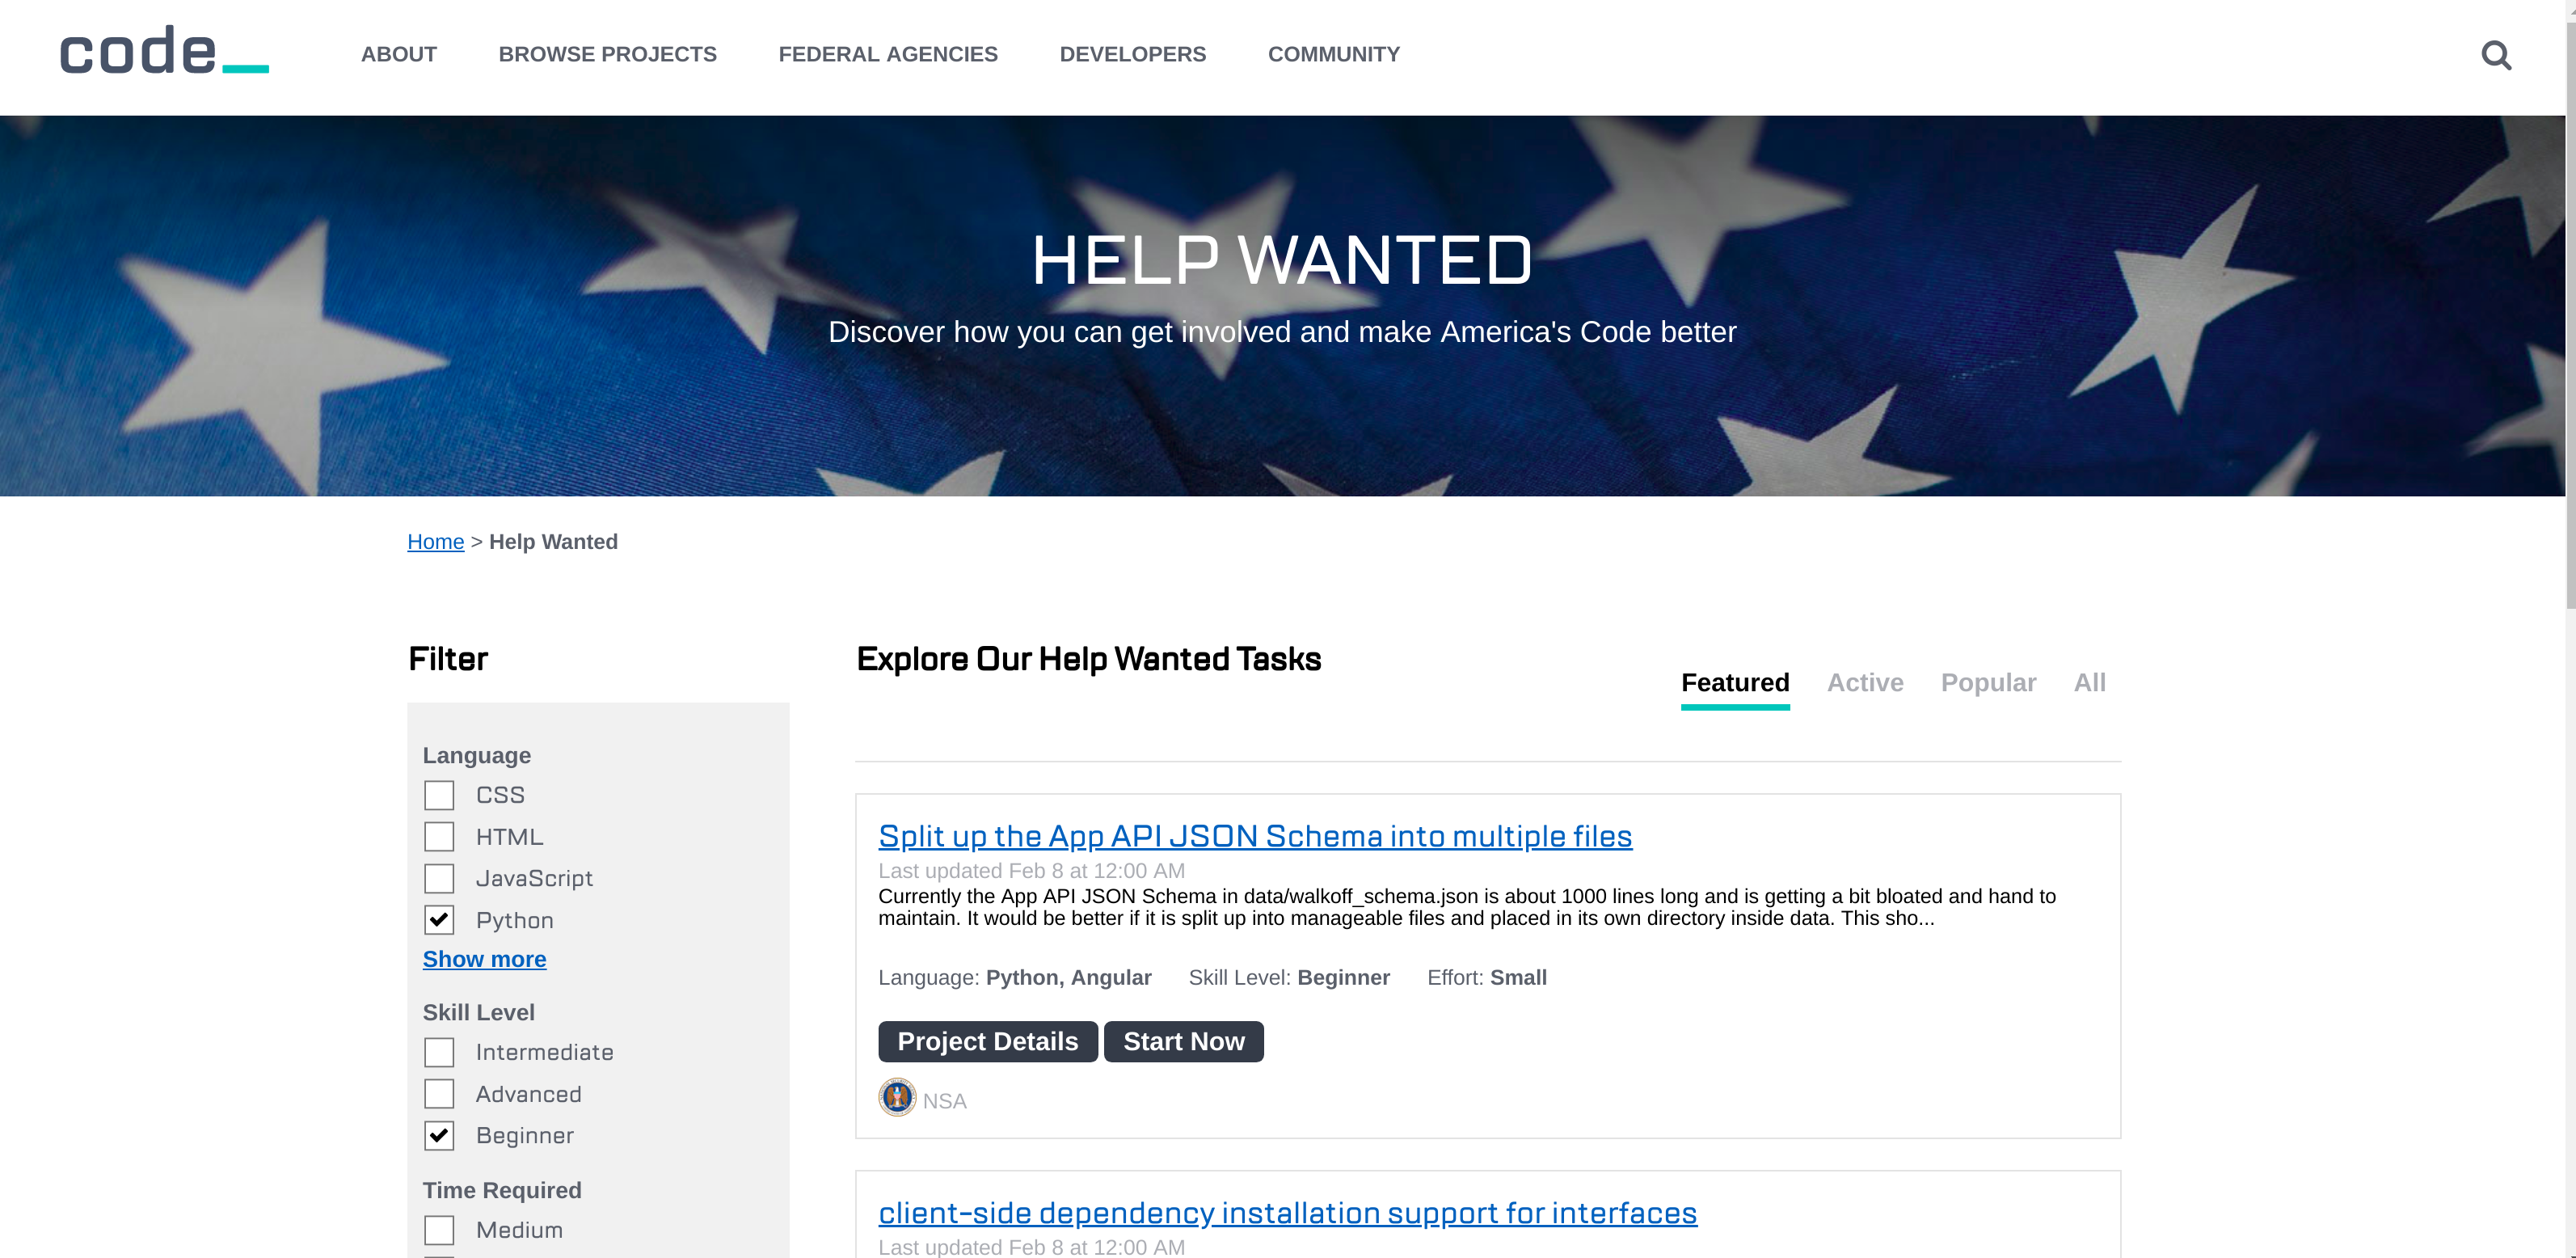 code_
ABOUT BROWSE PROJECTS FEDERAL AGENCIES DEVELOPERS COMMUNITY
HELP WANTED
Discover how you can get involved and make America's Code better
Home > Help Wanted
Filter
Language
CSS
HTML
JavaScript
Python
Show more
Skill Level
Intermediate
Advanced
Beginner
Time Required
Medium
Explore Our Help Wanted Tasks
Featured Active Popular All
Split up the App API JSON Schema into multiple files
Last updated Feb 8 at 12:00 AM
Currently the App API JSON Schema in data/walkoff_schema.json is about 1000 lines long and is getting a bit bloated and hand to
maintain. It would be better if it is split up into manageable files and placed in its own directory inside data. This sho...
Language: Python, Angular Skill Level: Beginner Effort: Small
Project Details Start Now
NSA
client-side dependency installation support for interfaces
Last updated Feb 8 at 12:00 AM